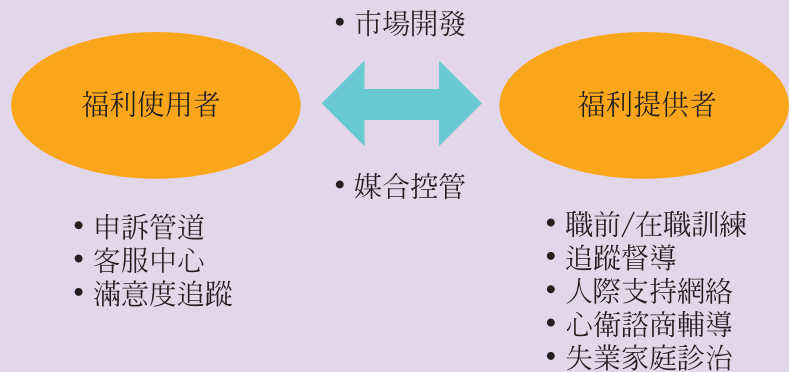 • 市場開發
福利使用者
福利提供者
• 媒合控管
• 申訴管道
• 客服中心
• 滿意度追蹤
• 職前/在職訓練
• 追蹤督導
• 人際支持網絡
• 心衛諮商輔導
• 失業家庭診治